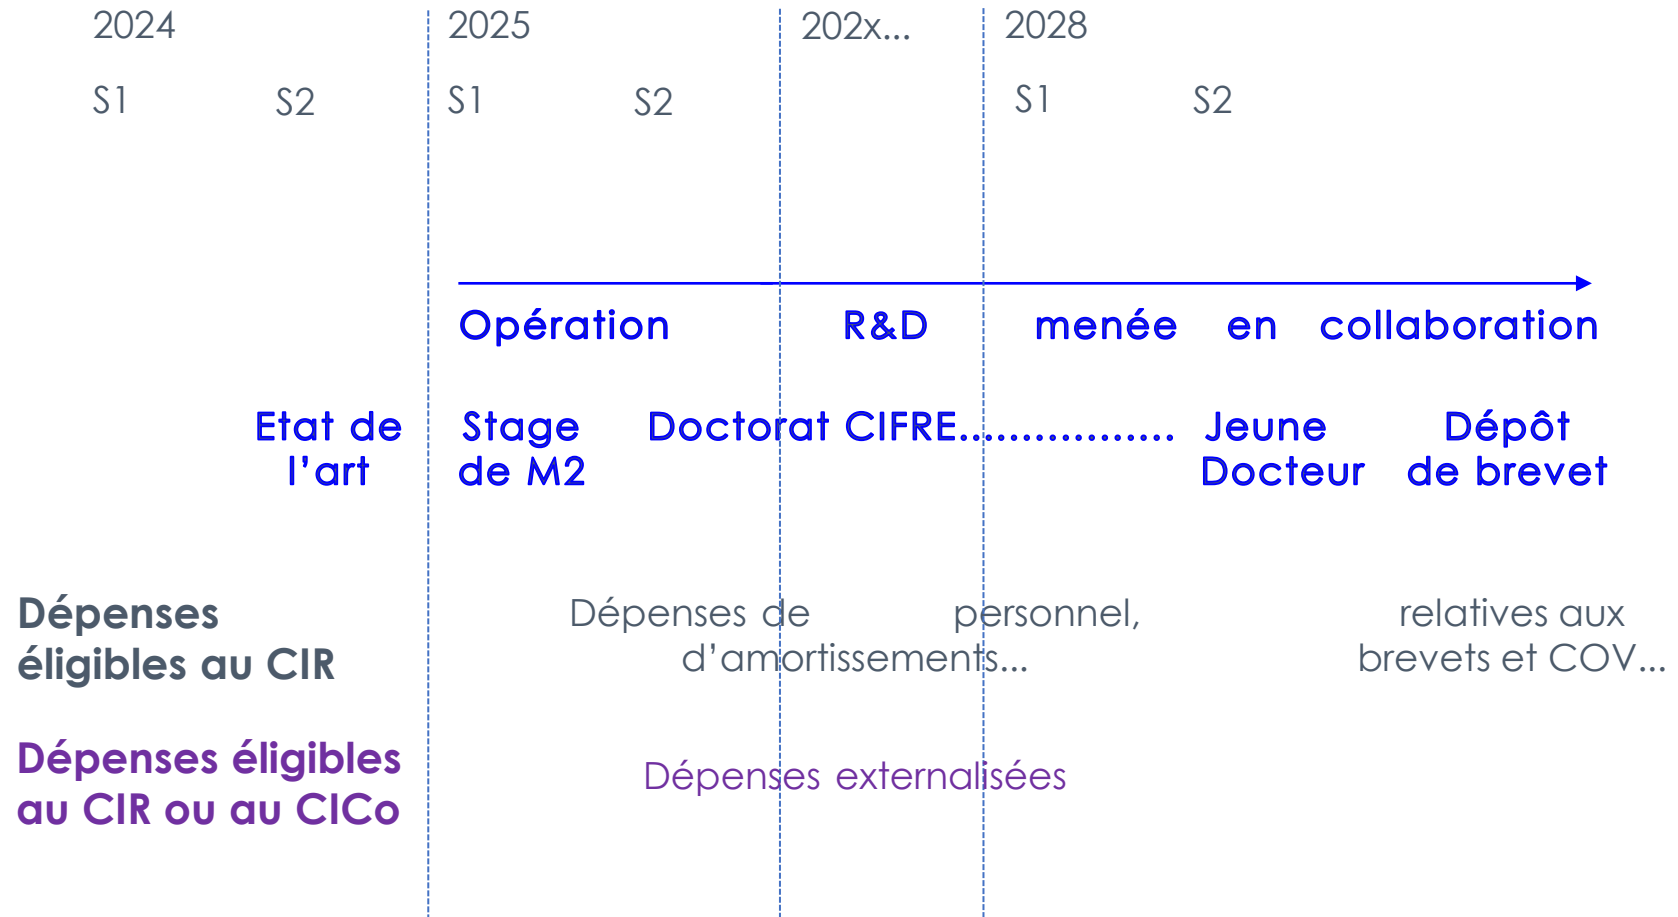 2024 2025 202x... 2028
S1 S2 S1 S2 S1 S2
Opération R&D menée en collaboration
Etat de Stage Doctorat CIFRE................. Jeune Dépôt
l’art de M2 Docteur de brevet
Dépenses Dépenses de personnel, relatives aux
éligibles au CIR d’amortissements... brevets et COV...
Dépenses éligibles Dépenses externalisées
au CIR ou au CICo